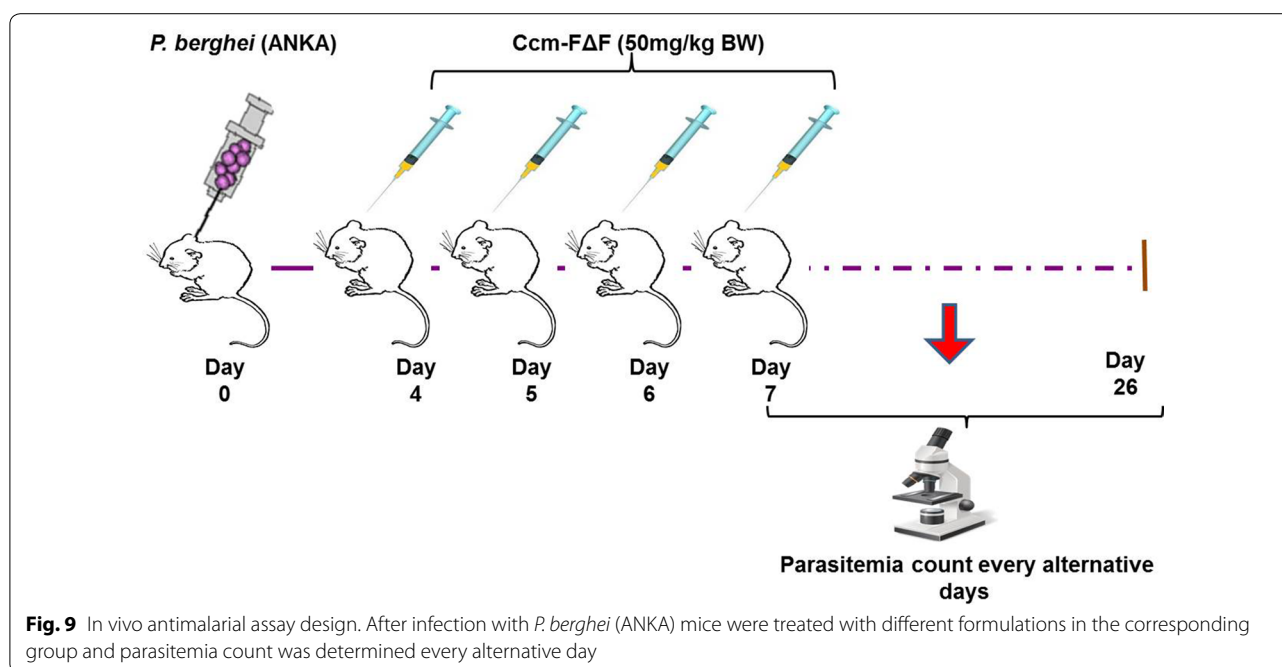 P. berghei (ANKA)
Ccm-FΔF (50mg/kg BW)
Day
0
Day
4
Day
5
Day
6
Day
7
Day
26
Parasitemia count every alternative
days
Fig. 9 In vivo antimalarial assay design. After infection with P. berghei (ANKA) mice were treated with different formulations in the corresponding
group and parasitemia count was determined every alternative day